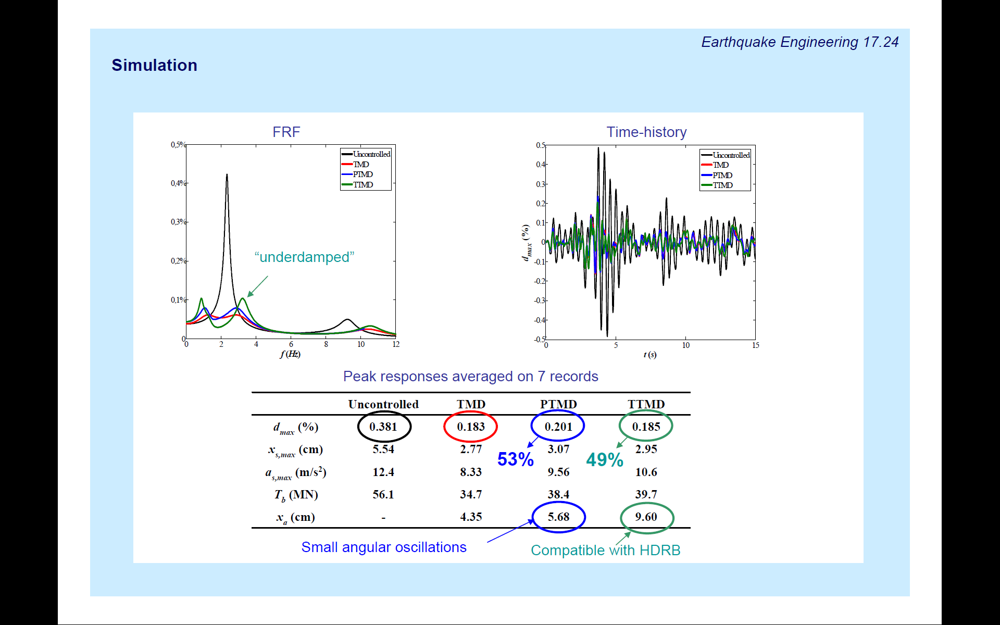 Earthquake Engineering 17.24
Simulation
FRF
0,5%
0,4%
0,3%
0,2%
0,1%
0
0 2 4 6 8 10 12
f (Hz)
Uncontrolled
TMD
PTMD
TTMD
“underdamped”
Time-history
0.5
0.4
0.3
0.2
0.1
0
-0.1
-0.2
-0.3
-0.4
-0.5
0 5 10 15
t (s)
d_max (%)
Uncontrolled
TMD
PTMD
TTMD
Peak responses averaged on 7 records
Uncontrolled TMD PTMD TTMD
d_max (%) 0.381 0.183 0.201 0.185
x_s,max (cm) 5.54 2.77 3.07 2.95
53% 49%
a_s,max (m/s²) 12.4 8.33 9.56 10.6
T_b (MN) 56.1 34.7 38.4 39.7
x_a (cm) - 4.35 5.68 9.60
Small angular oscillations
Compatible with HDRB